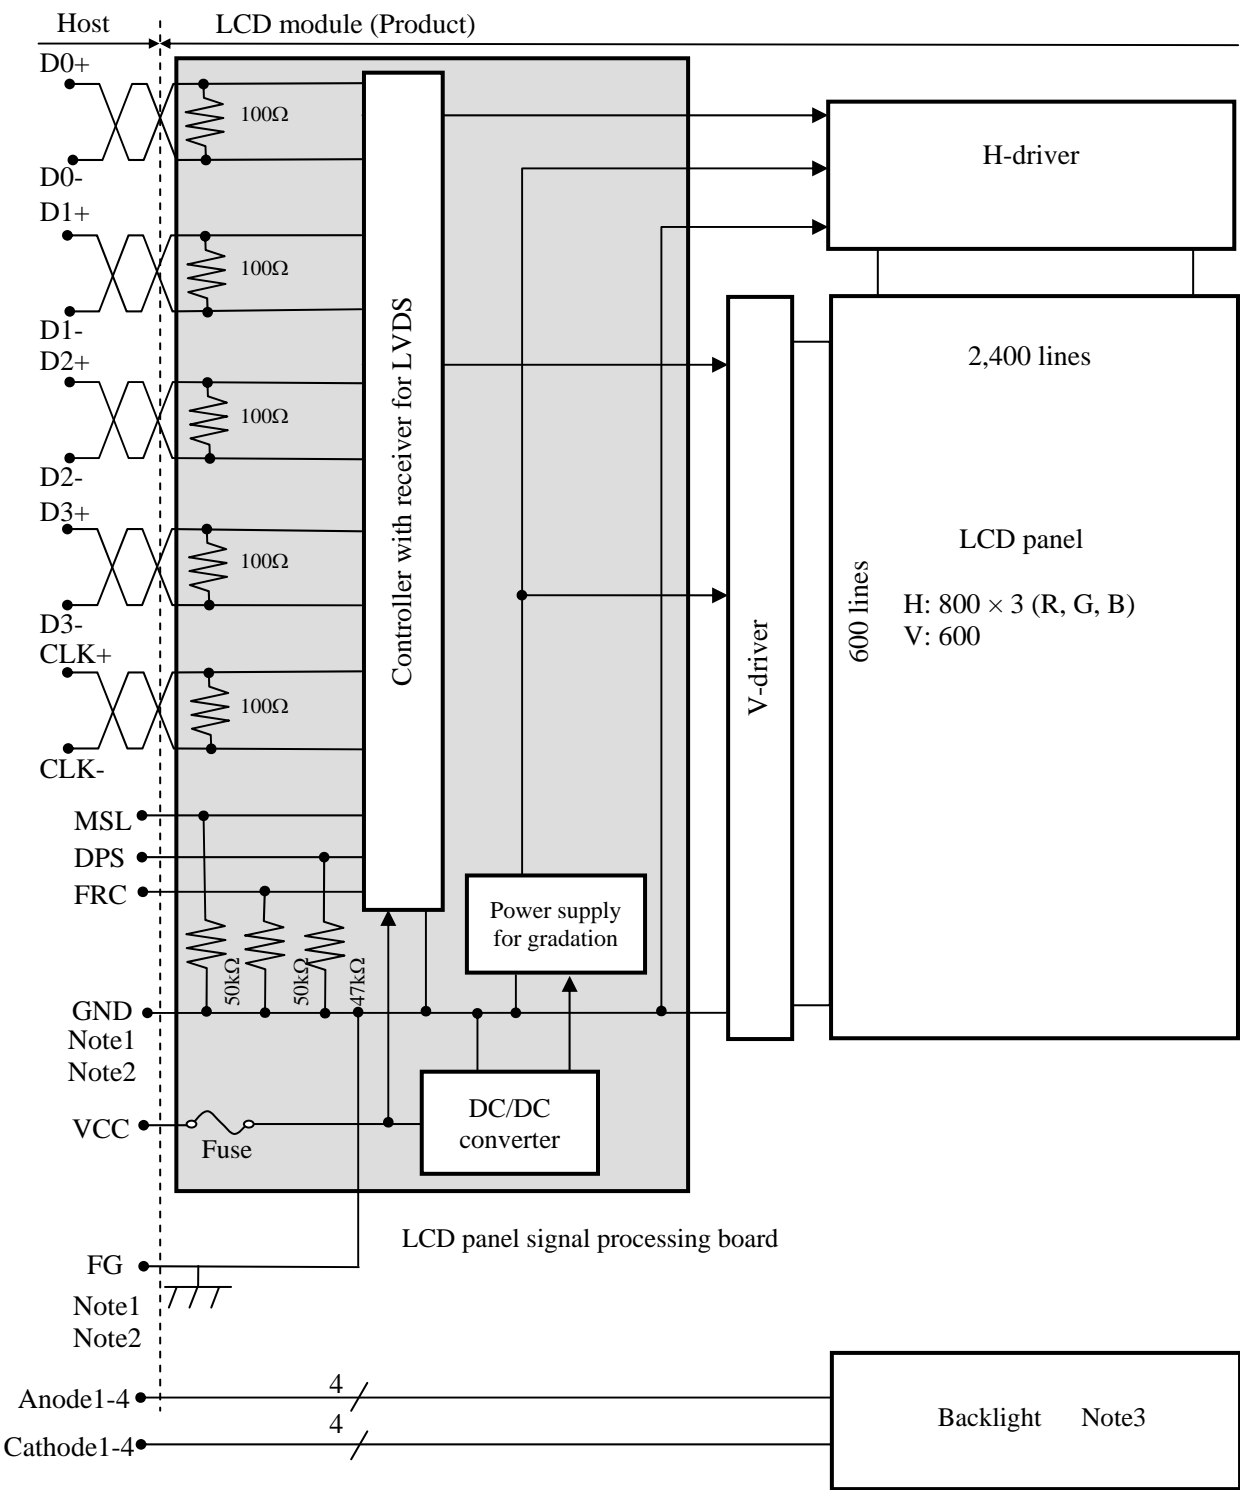 Host
LCD module (Product)
D0+
100Ω
D0-
D1+
100Ω
D1-
D2+
100Ω
D2-
D3+
100Ω
D3-
CLK+
100Ω
CLK-
MSL
DPS
FRC
50kΩ
50kΩ
47kΩ
GND
Note1
Note2
VCC
Fuse
FG
Note1
Note2
Anode1-4
4
Cathode1-4
4
Controller with receiver for LVDS
Power supply
for gradation
DC/DC
converter
LCD panel signal processing board
H-driver
V-driver
2,400 lines
600 lines
LCD panel
H: 800 × 3 (R, G, B)
V: 600
Backlight Note3